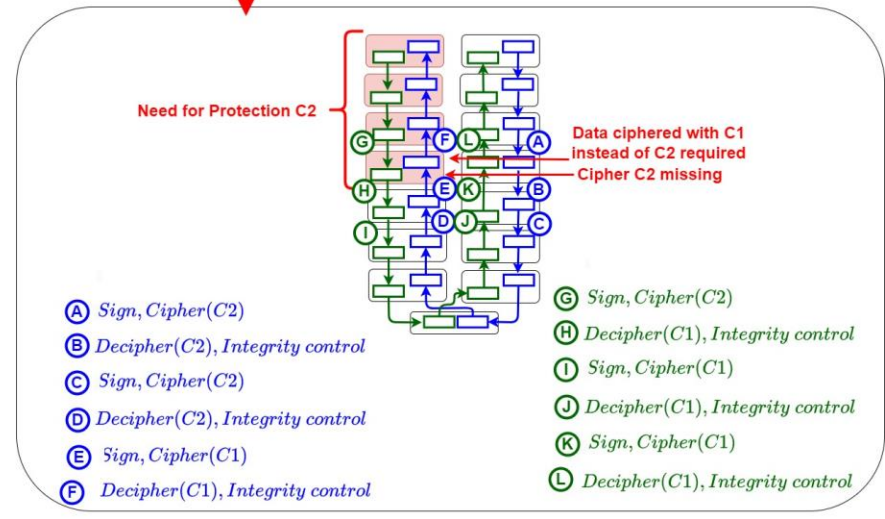 Need for Protection C2
G
F
L
A
Data ciphered with C1
instead of C2 required
Cipher C2 missing
H
E
K
B
I
D
J
C
A Sign, Cipher(C2)
B Decipher(C2), Integrity control
C Sign, Cipher(C2)
D Decipher(C2), Integrity control
E Sign, Cipher(C1)
F Decipher(C1), Integrity control
G Sign, Cipher(C2)
H Decipher(C1), Integrity control
I Sign, Cipher(C1)
J Decipher(C1), Integrity control
K Sign, Cipher(C1)
L Decipher(C1), Integrity control